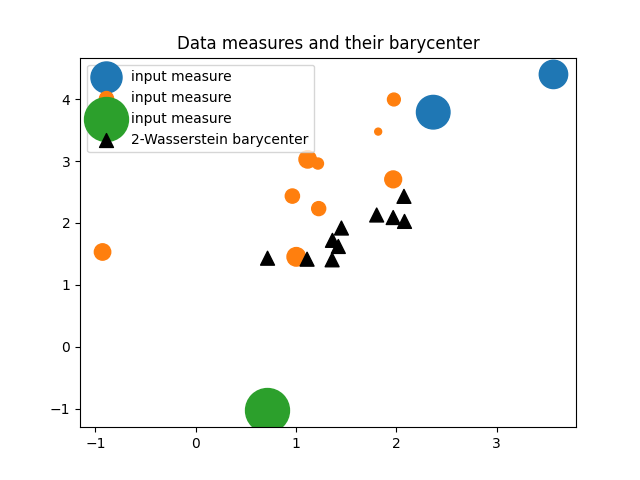 Data measures and their barycenter
input measure
input measure
input measure
2-Wasserstein barycenter
4
3
2
1
0
−1
−1 0 1 2 3